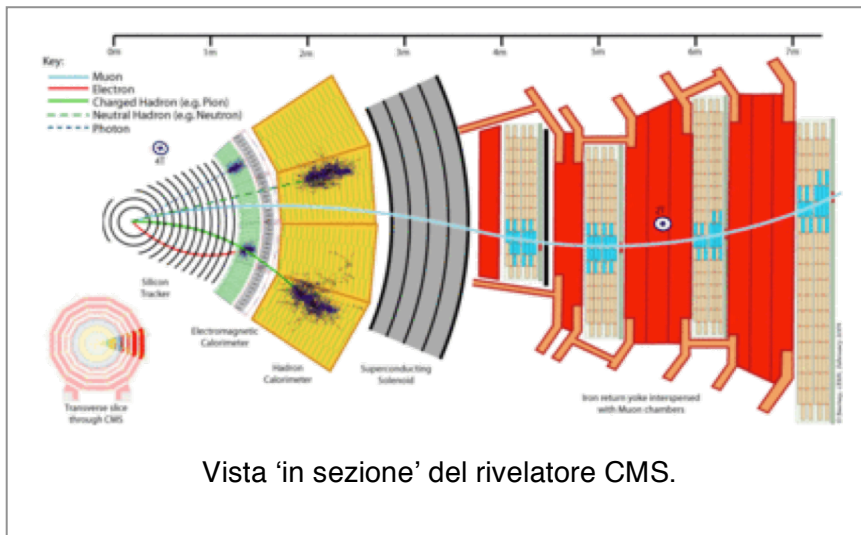 0m 1m 2m 3m 4m 5m 6m 7m
Key:
Muon
Electron
Charged Hadron (e.g. Pion)
Neutral Hadron (e.g. Neutron)
Photon
4T
2T
Silicon
Tracker
Electromagnetic
Calorimeter
Hadron
Calorimeter
Superconducting
Solenoid
Iron return yoke interspersed
with Muon chambers
Transverse slice
through CMS
Vista ‘in sezione’ del rivelatore CMS.